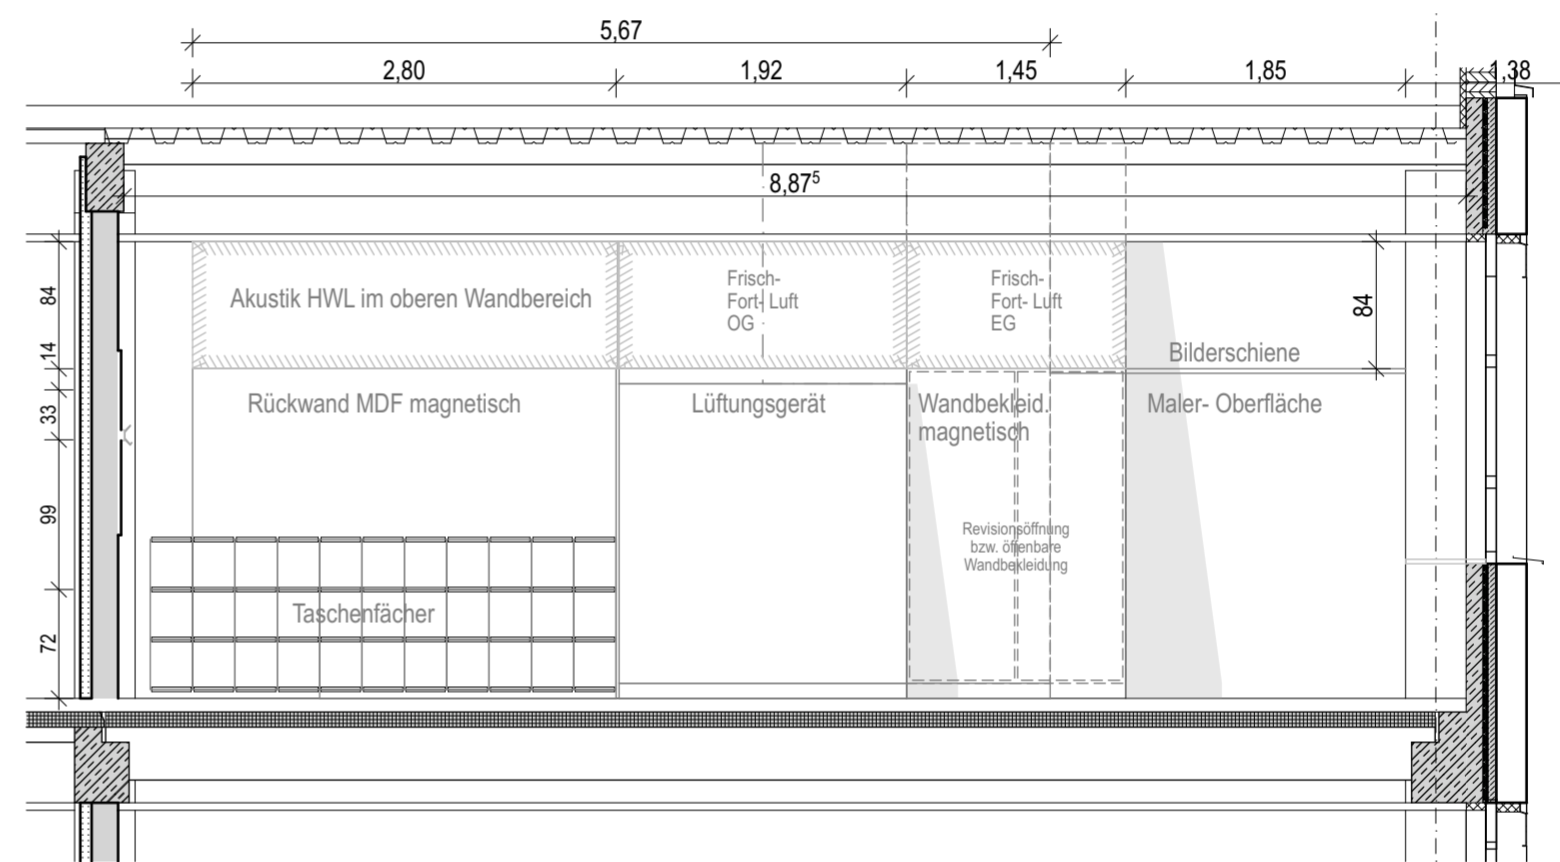 5,67
2,80
1,92
1,45
1,85
1,38
8,87⁵
84
14
33
99
72
Akustik HWL im oberen Wandbereich
Frisch-
Fort- Luft
OG
Frisch-
Fort- Luft
EG
84
Bilderschiene
Rückwand MDF magnetisch
Lüftungsgerät
Wandbekleid.
magnetisch
Maler- Oberfläche
Revisionsöffnung
bzw. öffenbare
Wandbekleidung
Taschenfächer